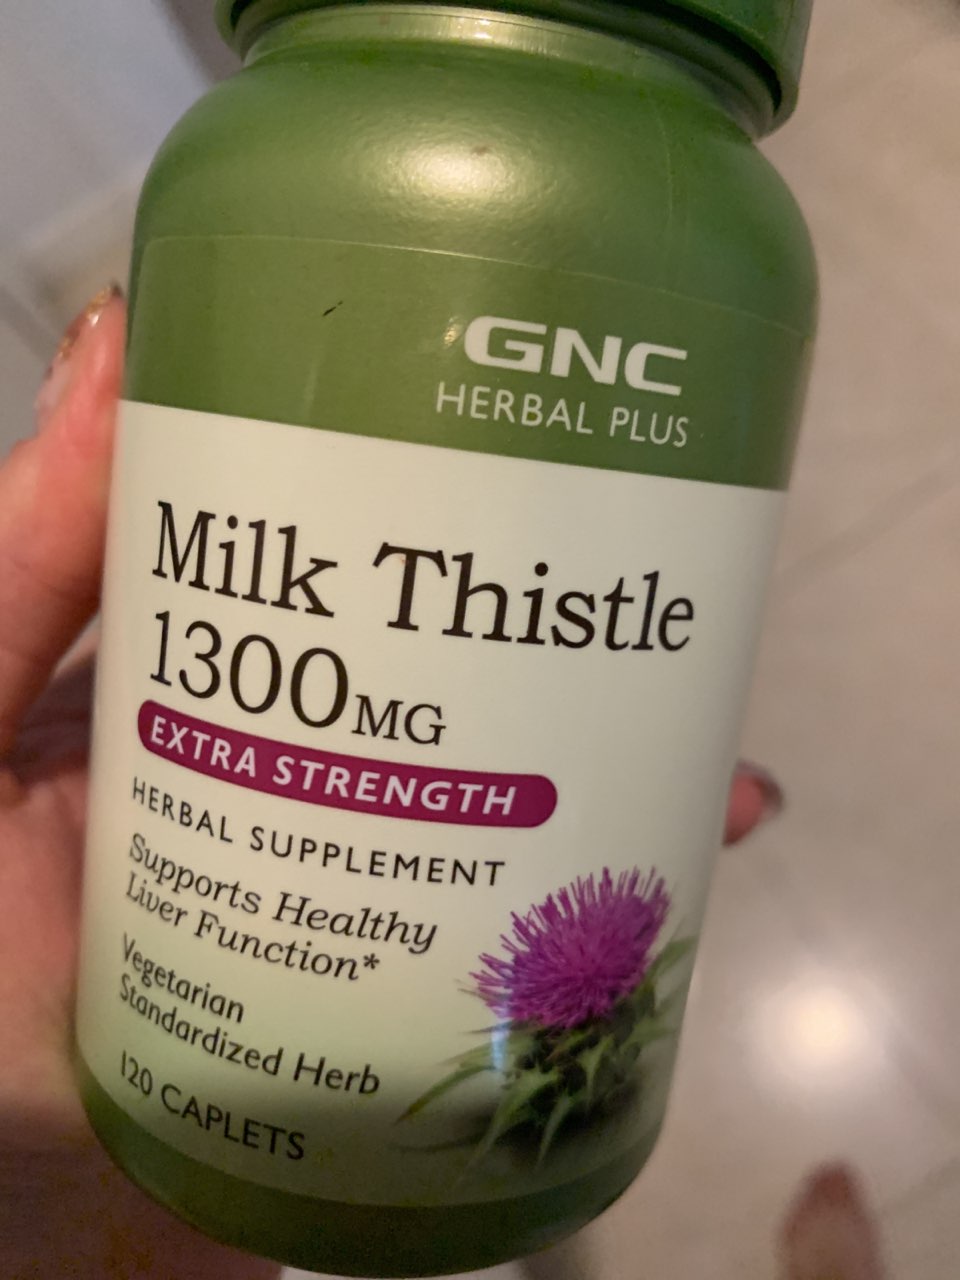 GNC
HERBAL PLUS
Milk Thistle
1300MG
EXTRA STRENGTH
HERBAL SUPPLEMENT
Supports Healthy
Liver Function*
Vegetarian
Standardized Herb
120 CAPLETS